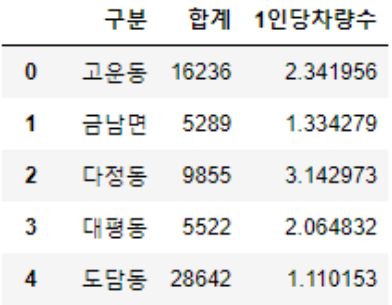 구분 합계 1인당차량수
0 고운동 16236 2.341956
1 금남면 5289 1.334279
2 다정동 9855 3.142973
3 대평동 5522 2.064832
4 도담동 28642 1.110153